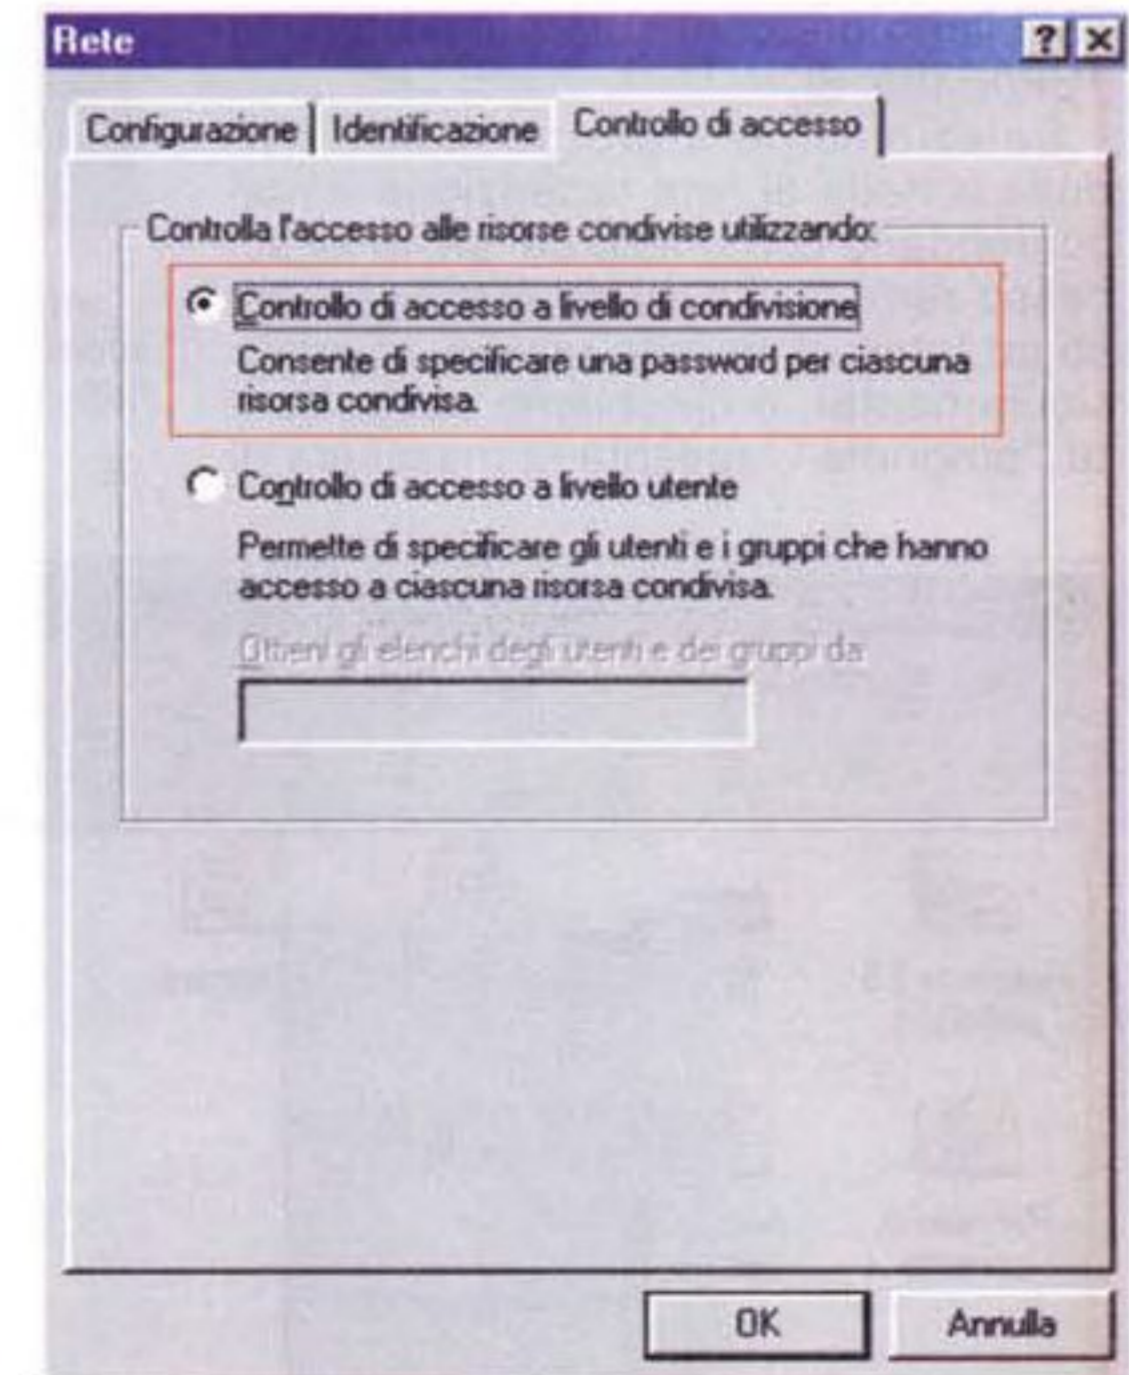 Rete
Configurazione
Identificazione
Controllo di accesso
Controlla l'accesso alle risorse condivise utilizzando:
Controllo di accesso a livello di condivisione
Consente di specificare una password per ciascuna
risorsa condivisa.
Controllo di accesso a livello utente
Permette di specificare gli utenti e i gruppi che hanno
accesso a ciascuna risorsa condivisa.
Ottieni gli elenchi degli utenti e dei gruppi da:
OK
Annulla